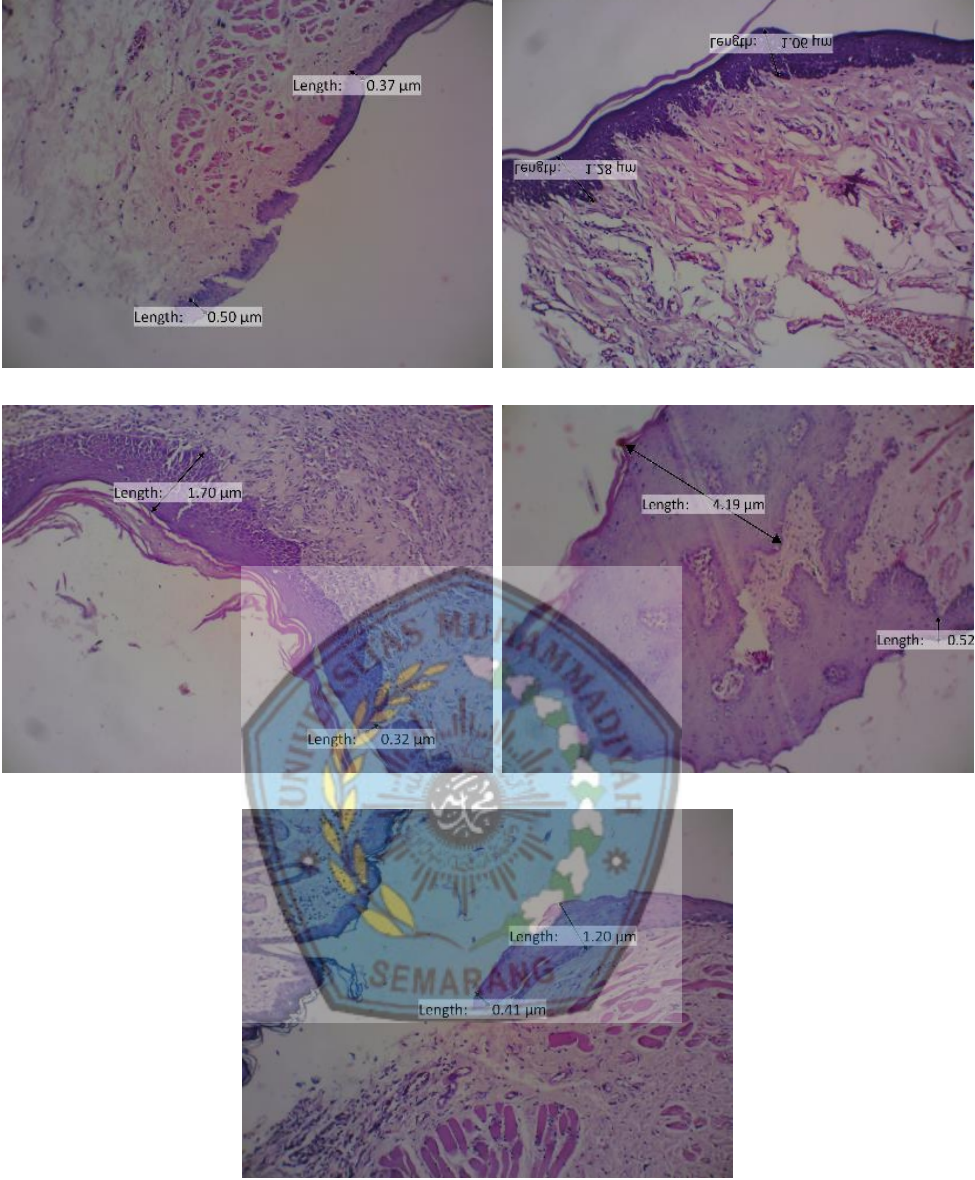 Length: 0.37 µm
Length: 0.50 µm
Length: 1.06 µm
Length: 1.28 µm
Length: 1.70 µm
Length: 0.32 µm
Length: 4.19 µm
Length: 0.52
UNIVERSITAS MUHAMMADIYAH
SEMARANG
Length: 1.20 µm
Length: 0.41 µm